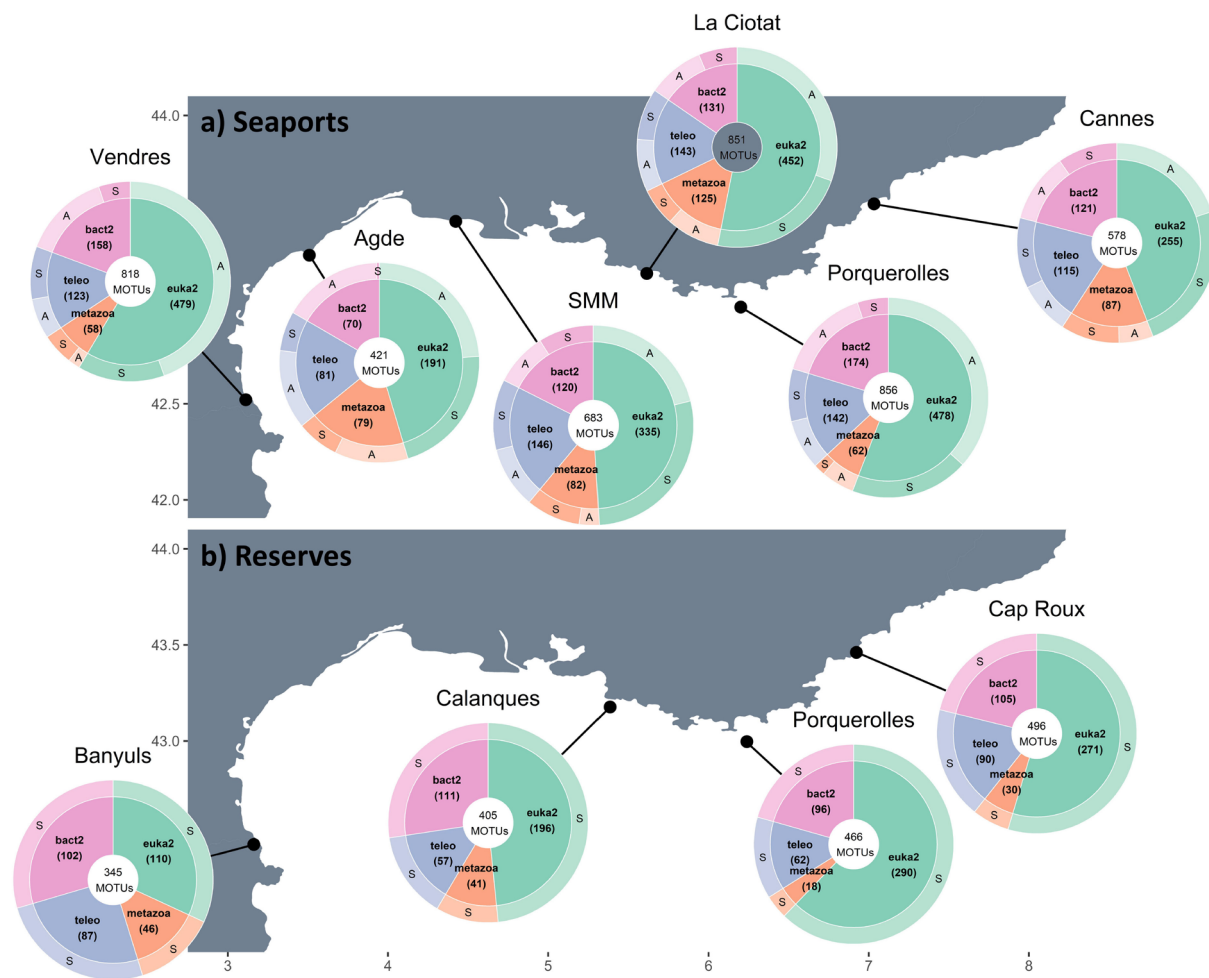 La Ciotat
S
A
A
bact2
(131)
44.0
a) Seaports
S
teleo
(143)
851
MOTUs
euka2
(452)
Cannes
Vendres
A
metazoa
(125)
S
A
S
S
A
bact2
(121)
A
S
A
bact2
(158)
S
578
MOTUs
euka2
(255)
Agde
teleo
(115)
S
teleo
(123)
818
MOTUs
euka2
(479)
A
S
A
A
SMM
Porquerolles
metazoa
(87)
A
S
A
bact2
(70)
S
A
metazoa
(58)
S
A
S
S
teleo
(81)
421
MOTUs
euka2
(191)
S
A
A
bact2
(174)
A
S
A
A
bact2
(120)
42.5
S
teleo
(142)
856
MOTUs
euka2
(478)
metazoa
(79)
S
S
teleo
(146)
683
MOTUs
euka2
(335)
A
metazoa
(62)
S
A
S
A
A
metazoa
(82)
S
S
A
42.0
b) Reserves
44.0
Cap Roux
43.5
S
bact2
(105)
Calanques
Porquerolles
496
MOTUs
euka2
(271)
S
43.0
S
teleo
(90)
metazoa
(30)
S
Banyuls
S
bact2
(111)
S
bact2
(96)
405
MOTUs
euka2
(196)
S
S
bact2
(102)
euka2
(110)
S
S
teleo
(57)
metazoa
(41)
S
S
teleo
(62)
466
MOTUs
euka2
(290)
S
metazoa
(18)
S
345
MOTUs
teleo
(87)
metazoa
(46)
S
S
3
4
5
6
7
8